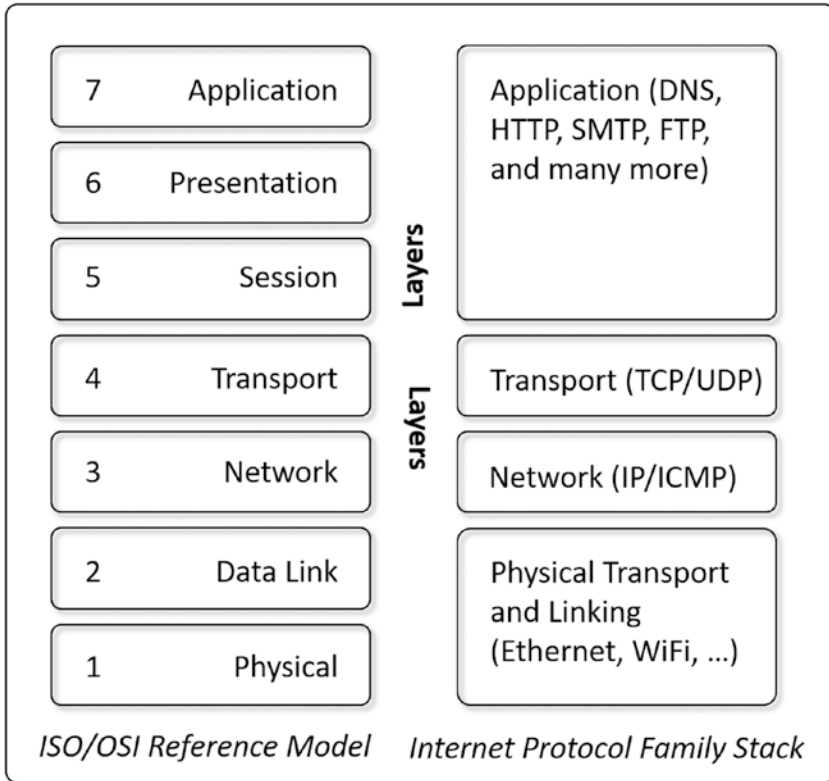 7 Application
6 Presentation
5 Session
4 Transport
3 Network
2 Data Link
1 Physical
ISO/OSI Reference Model
Layers
Layers
Application (DNS,
HTTP, SMTP, FTP,
and many more)
Transport (TCP/UDP)
Network (IP/ICMP)
Physical Transport
and Linking
(Ethernet, WiFi, ...)
Internet Protocol Family Stack